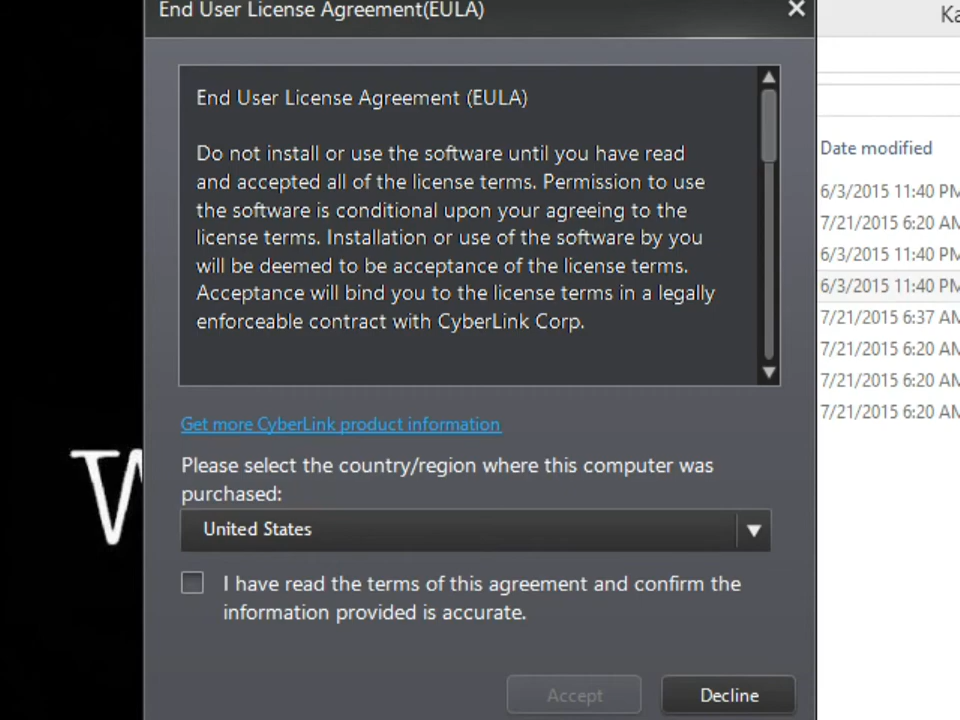 End User License Agreement(EULA)
End User License Agreement (EULA)
Do not install or use the software until you have read
and accepted all of the license terms. Permission to use
the software is conditional upon your agreeing to the
license terms. Installation or use of the software by you
will be deemed to be acceptance of the license terms.
Acceptance will bind you to the license terms in a legally
enforceable contract with CyberLink Corp.
Get more CyberLink product information
Please select the country/region where this computer was
purchased:
United States
I have read the terms of this agreement and confirm the
information provided is accurate.
Accept
Decline
Date modified
6/3/2015 11:40 PM
7/21/2015 6:20 AM
6/3/2015 11:40 PM
6/3/2015 11:40 PM
7/21/2015 6:37 AM
7/21/2015 6:20 AM
7/21/2015 6:20 AM
7/21/2015 6:20 AM